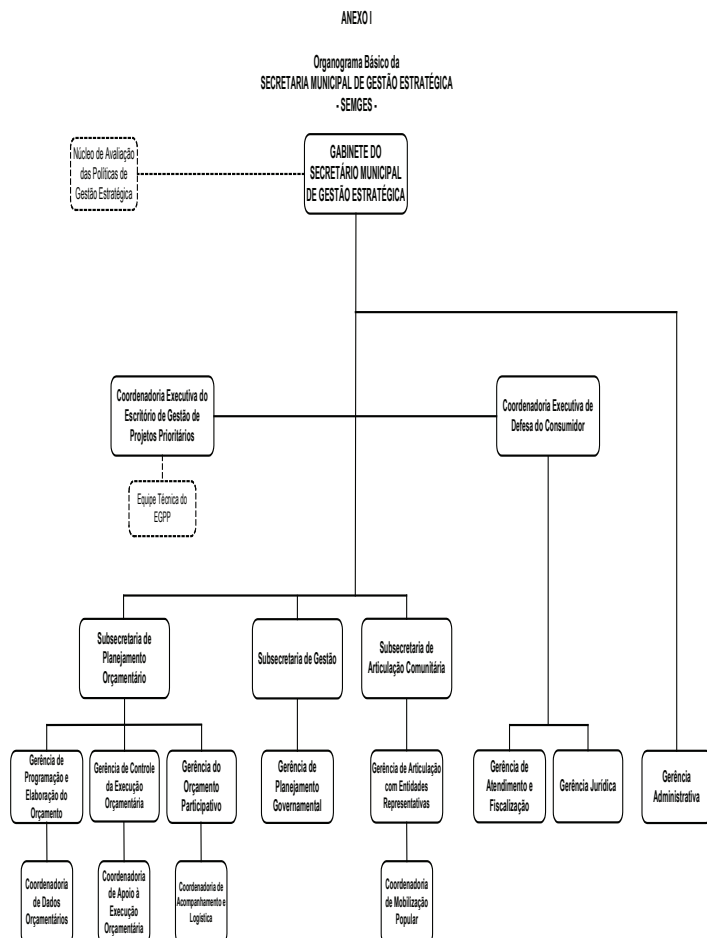 ANEXO I
Organograma Básico da
SECRETARIA MUNICIPAL DE GESTÃO ESTRATÉGICA
- SEMGES -
Núcleo de Avaliação
das Políticas de
Gestão Estratégica
GABINETE DO
SECRETÁRIO MUNICIPAL
DE GESTÃO ESTRATÉGICA
Coordenadoria Executiva do
Escritório de Gestão de
Projetos Prioritários
Coordenadoria Executiva de
Defesa do Consumidor
Equipe Técnica do
EGPP
Subsecretaria de
Planejamento
Orçamentário
Subsecretaria de Gestão
Subsecretaria de
Articulação Comunitária
Gerência de
Programação e
Elaboração do
Orçamento
Gerência de Controle
da Execução
Orçamentária
Gerência do
Orçamento
Participativo
Gerência de
Planejamento
Governamental
Gerência de Articulação
com Entidades
Representativas
Gerência de
Atendimento e
Fiscalização
Gerência Jurídica
Gerência
Administrativa
Coordenadoria
de Dados
Orçamentários
Coordenadoria
de Apoio à
Execução
Orçamentária
Coordenadoria de
Acompanhamento e
Logística
Coordenadoria
de Mobilização
Popular